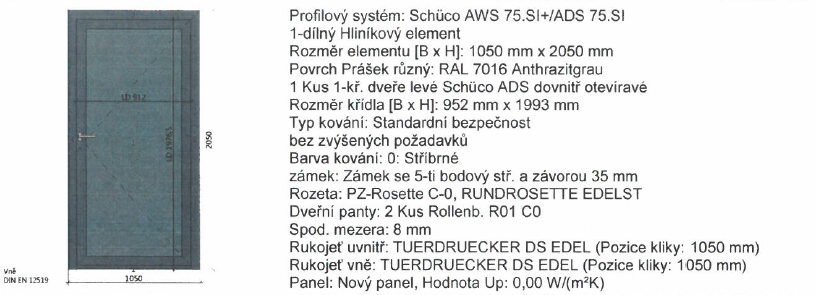 LD 912
LD 1976,5
2050
1050
Vně
DIN EN 12519
Profilový systém: Schüco AWS 75.SI+/ADS 75.SI
1-dílný Hliníkový element
Rozměr elementu [B x H]: 1050 mm x 2050 mm
Povrch Prášek různý: RAL 7016 Anthrazitgrau
1 Kus 1-kř. dveře levé Schüco ADS dovnitř otevíravé
Rozměr křídla [B x H]: 952 mm x 1993 mm
Typ kování: Standardní bezpečnost
bez zvýšených požadavků
Barva kování: 0: Stříbrné
zámek: Zámek se 5-ti bodový stř. a závorou 35 mm
Rozeta: PZ-Rosette C-0, RUNDROSETTE EDELST
Dveřní panty: 2 Kus Rollenb. R01 C0
Spod. mezera: 8 mm
Rukojeť uvnitř: TUERDRUECKER DS EDEL (Pozice kliky: 1050 mm)
Rukojeť vně: TUERDRUECKER DS EDEL (Pozice kliky: 1050 mm)
Panel: Nový panel, Hodnota Up: 0,00 W/(m²K)